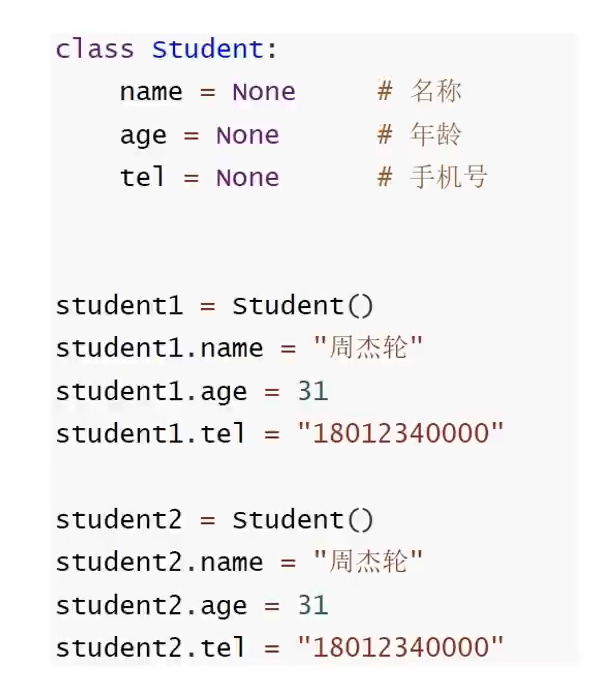 class Student:
    name = None     # 名称
    age = None      # 年龄
    tel = None      # 手机号
student1 = Student()
student1.name = "周杰轮"
student1.age = 31
student1.tel = "18012340000"
student2 = Student()
student2.name = "周杰轮"
student2.age = 31
student2.tel = "18012340000"